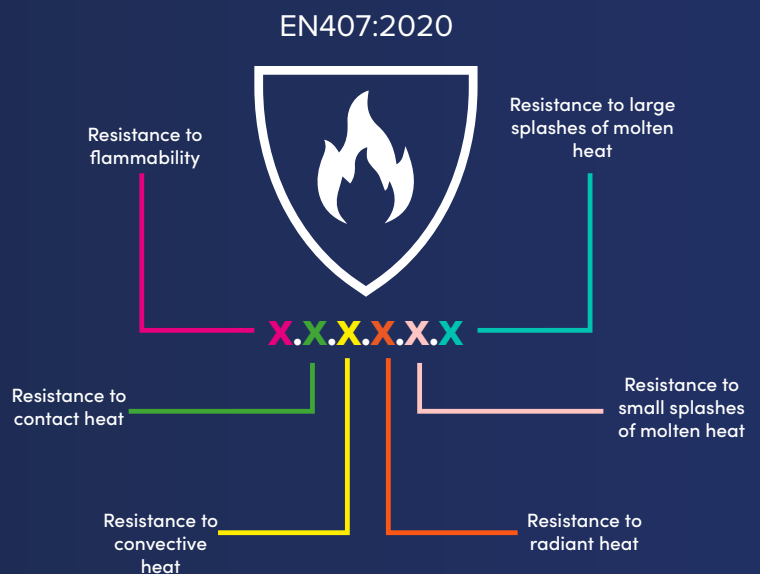 EN407:2020
Resistance to
flammability
Resistance to large
splashes of molten
heat
X.X.X.X.X.X
Resistance to
contact heat
Resistance to
small splashes
of molten heat
Resistance to
convective
heat
Resistance to
radiant heat